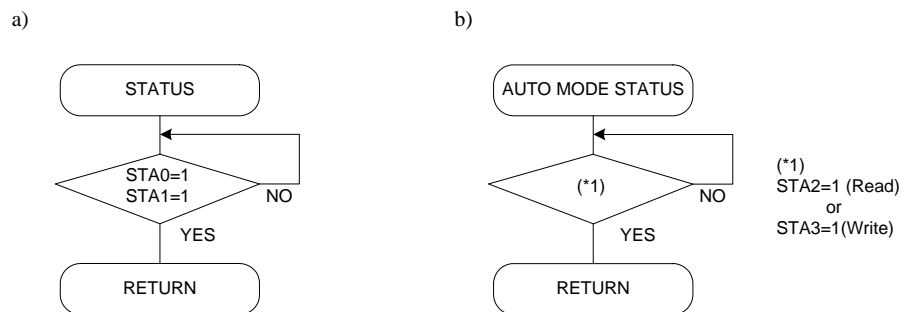 a)
b)
STATUS
AUTO MODE STATUS
STA0=1
STA1=1
NO
YES
RETURN
(*1)
NO
YES
RETURN
(*1)
STA2=1 (Read)
or
STA3=1(Write)